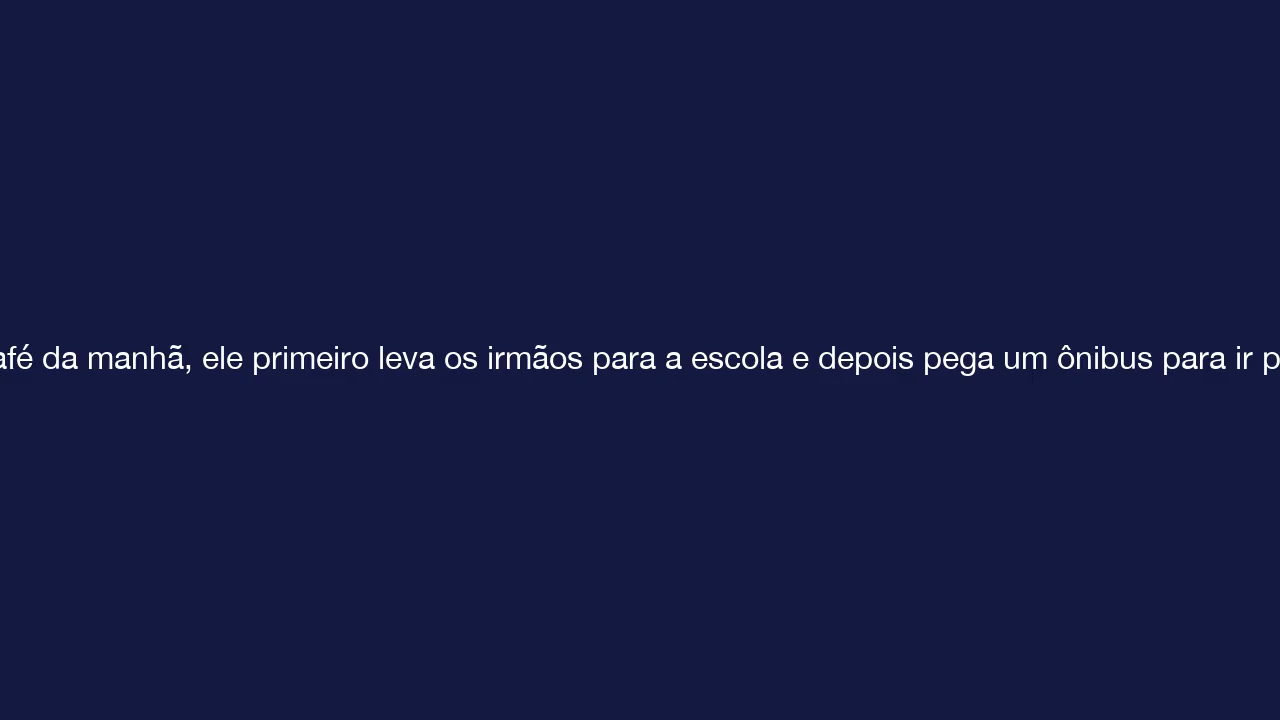 afé da manhã, ele primeiro leva os irmãos para a escola e depois pega um ônibus para ir p